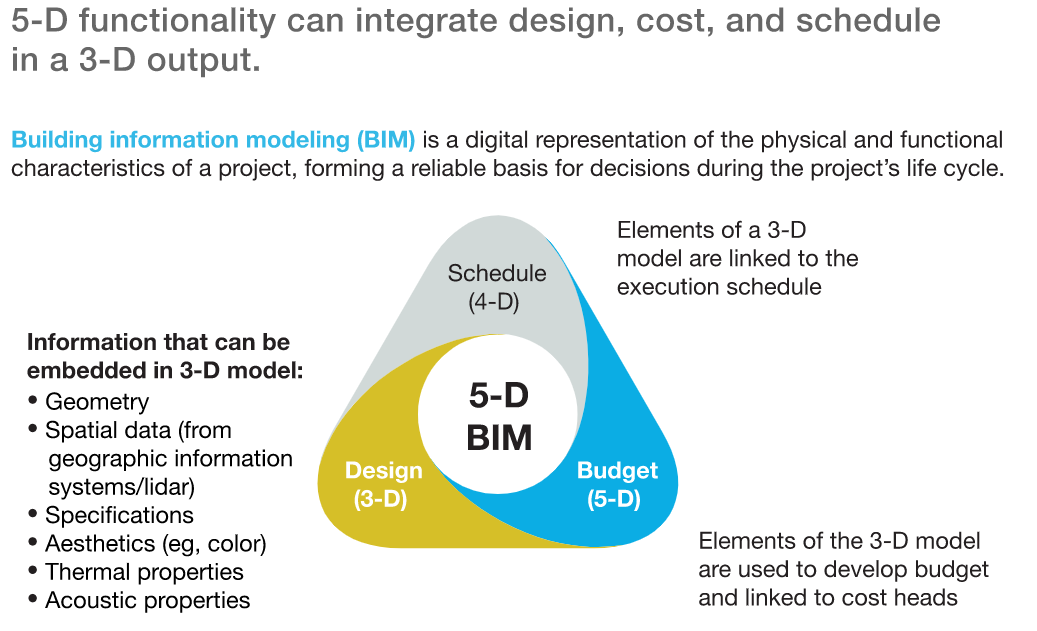 5-D functionality can integrate design, cost, and schedule
in a 3-D output.
Building information modeling (BIM) is a digital representation of the physical and functional
characteristics of a project, forming a reliable basis for decisions during the project’s life cycle.
Elements of a 3-D
model are linked to the
execution schedule
Schedule
(4-D)
Information that can be
embedded in 3-D model:
• Geometry
• Spatial data (from
geographic information
systems/lidar)
• Specifications
• Aesthetics (eg, color)
• Thermal properties
• Acoustic properties
5-D
BIM
Design
(3-D)
Budget
(5-D)
Elements of the 3-D model
are used to develop budget
and linked to cost heads